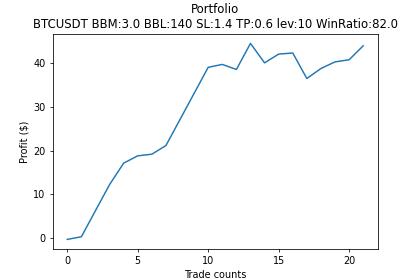 Portfolio
BTCUSDT BBM:3.0 BBL:140 SL:1.4 TP:0.6 lev:10 WinRatio:82.0
40
30
20
10
0
Profit ($)
0 5 10 15 20
Trade counts